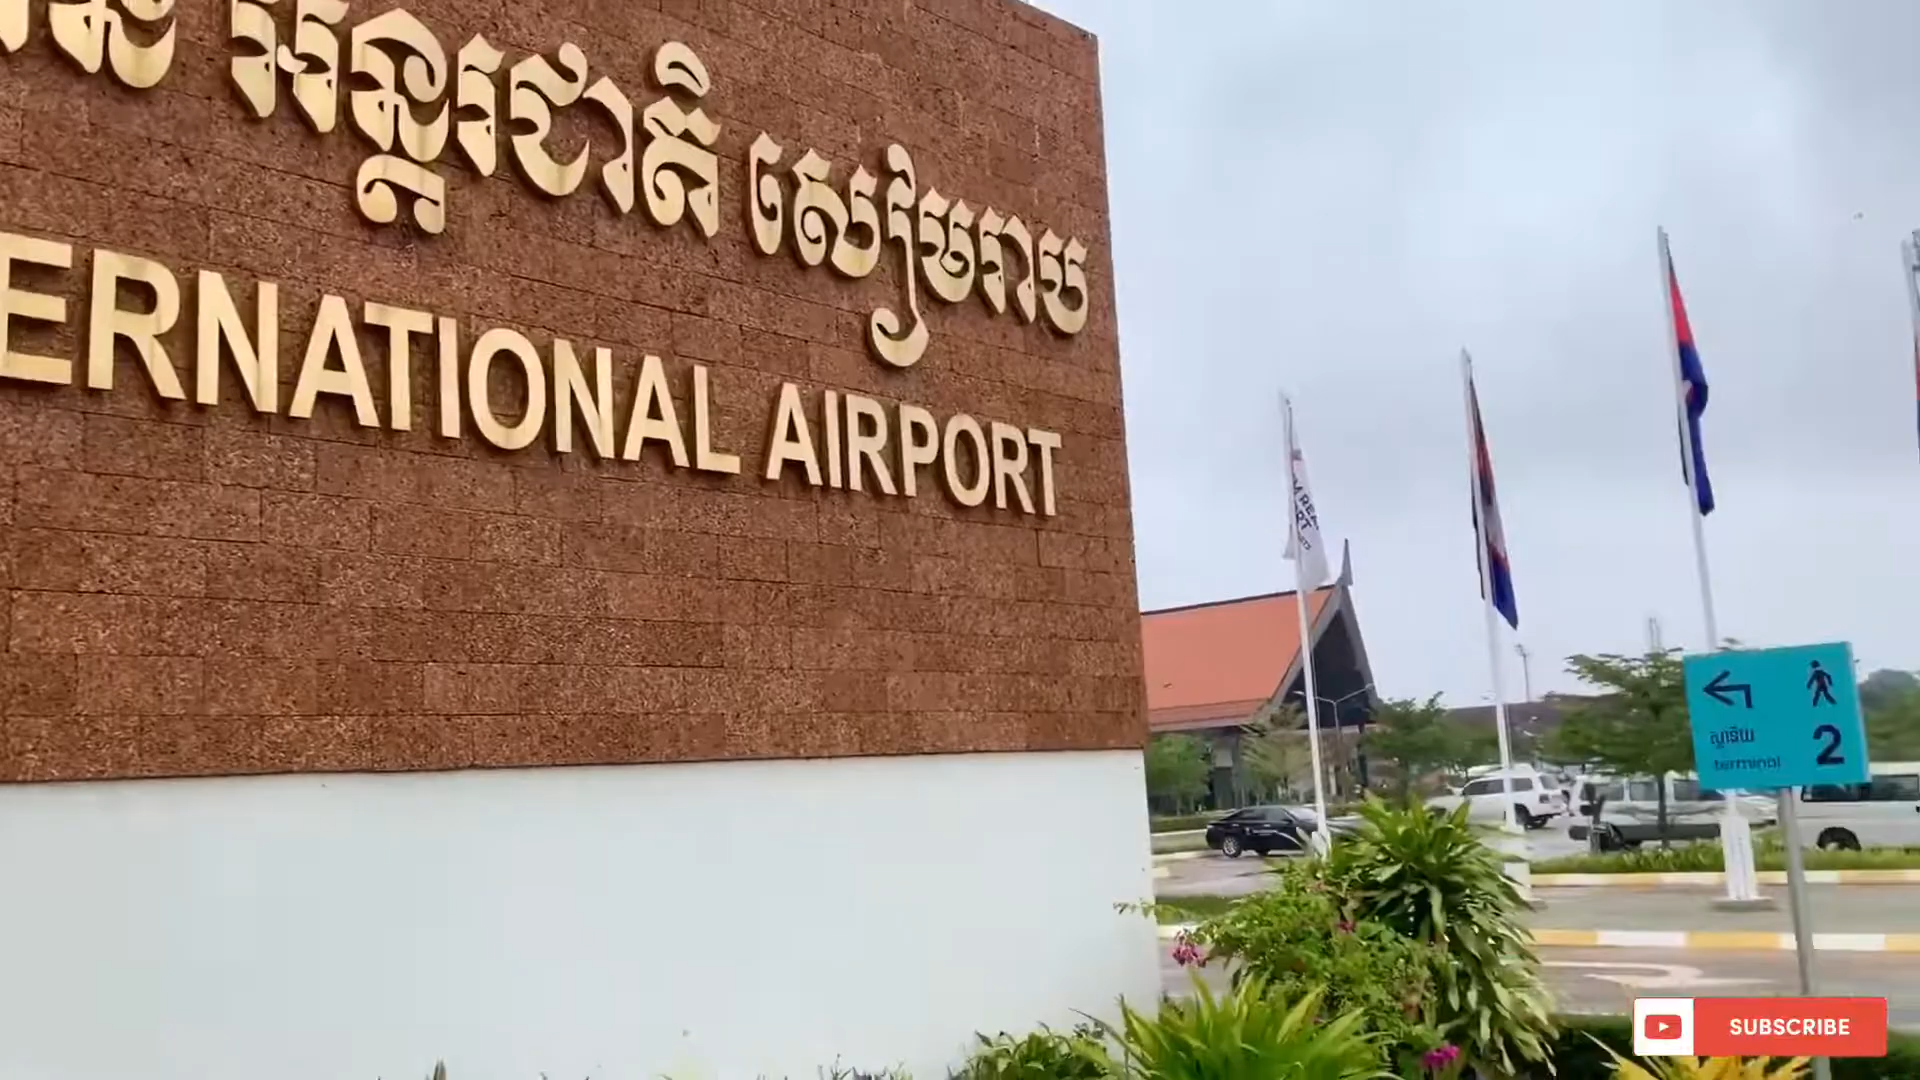 អន្តរជាតិ សៀមរាប
ERNATIONAL AIRPORT
ស្ថានីយ
terminal
2
SUBSCRIBE